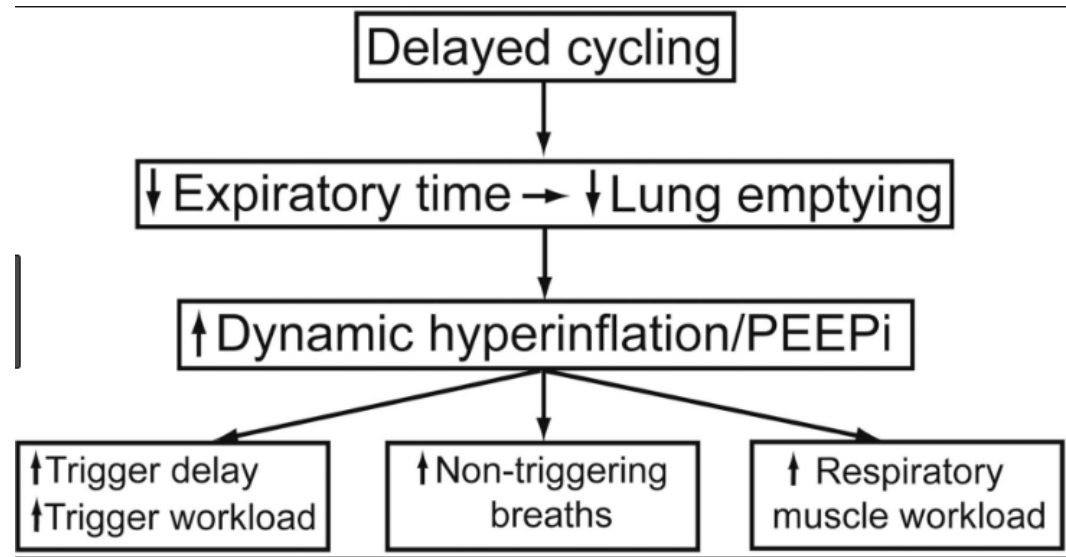 Delayed cycling
↓ Expiratory time → ↓ Lung emptying
↑ Dynamic hyperinflation/PEEPi
↑Trigger delay
↑Trigger workload
↑ Non-triggering
breaths
↑ Respiratory
muscle workload